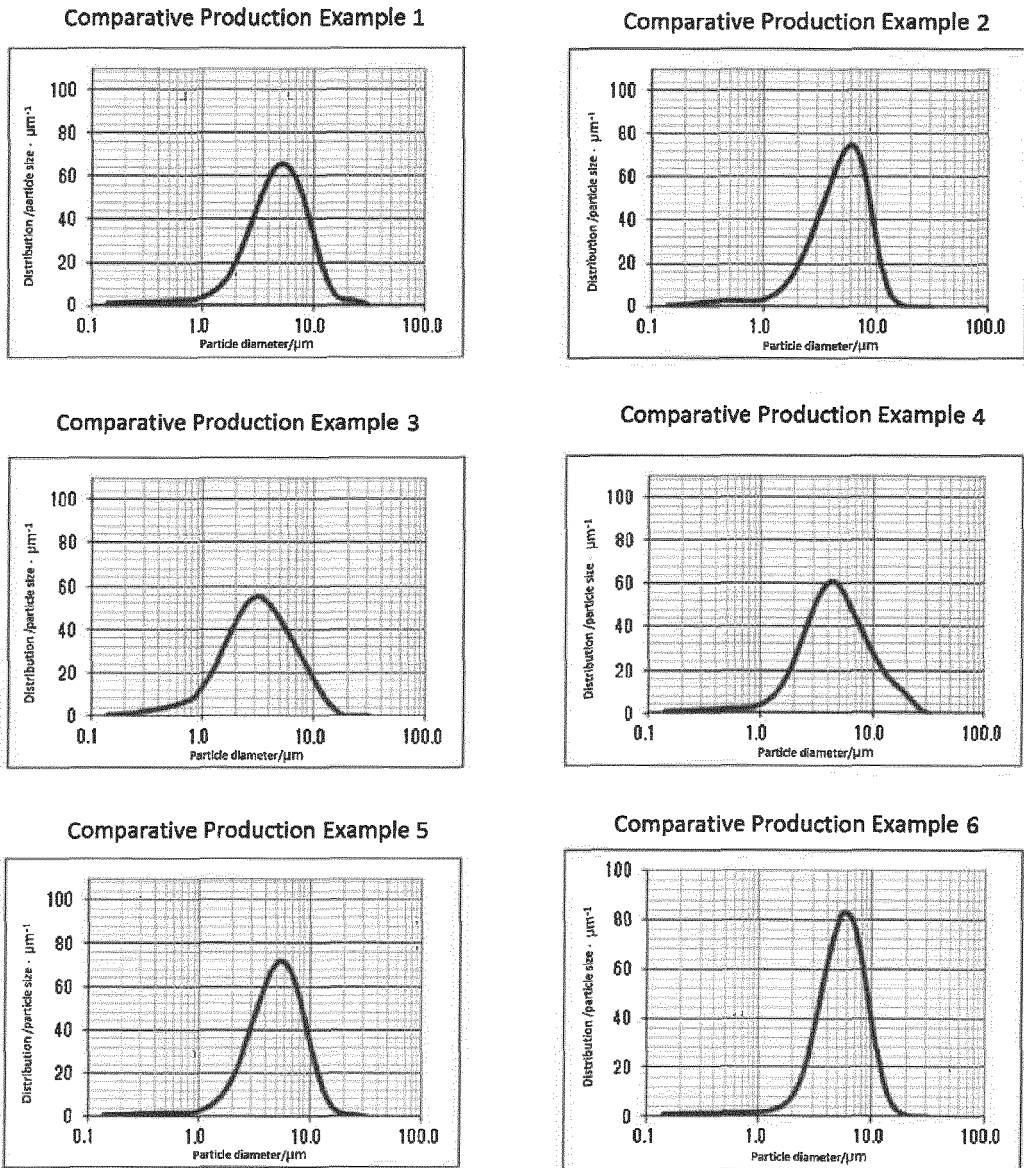 Comparative Production Example 1
Distribution /particle size · μm⁻¹
100
80
60
40
20
0
0.1 1.0 10.0 100.0
Particle diameter/μm
Comparative Production Example 2
Distribution /particle size · μm⁻¹
100
80
60
40
20
0
0.1 1.0 10.0 100.0
Particle diameter/μm
Comparative Production Example 3
Distribution /particle size · μm⁻¹
100
80
60
40
20
0
0.1 1.0 10.0 100.0
Particle diameter/μm
Comparative Production Example 4
Distribution /particle size μm⁻¹
100
80
60
40
20
0
0.1 1.0 10.0 100.0
Particle diameter/μm
Comparative Production Example 5
Distribution /particle size · μm⁻¹
100
80
60
40
20
0
0.1 1.0 10.0 100.0
Particle diameter/μm
Comparative Production Example 6
Distribution /particle size · μm⁻¹
100
80
60
40
20
0
0.1 1.0 10.0 100.0
Particle diameter/μm